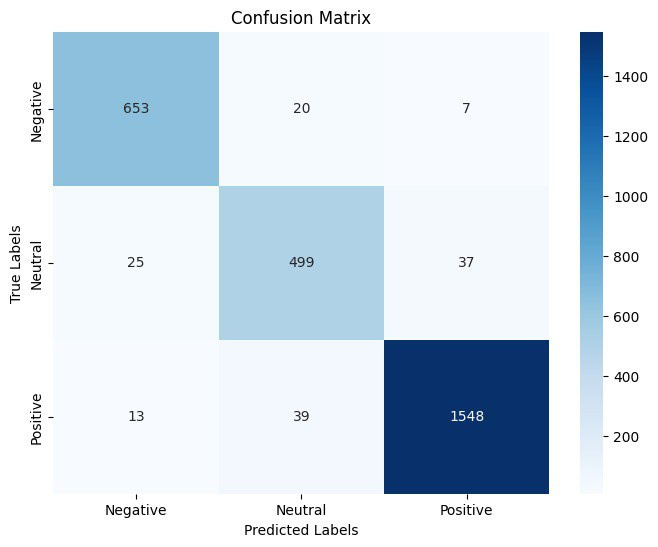 Confusion Matrix
Negative
653
20
7
Neutral
25
499
37
Positive
13
39
1548
True Labels
Negative
Neutral
Positive
Predicted Labels
1400
1200
1000
800
600
400
200